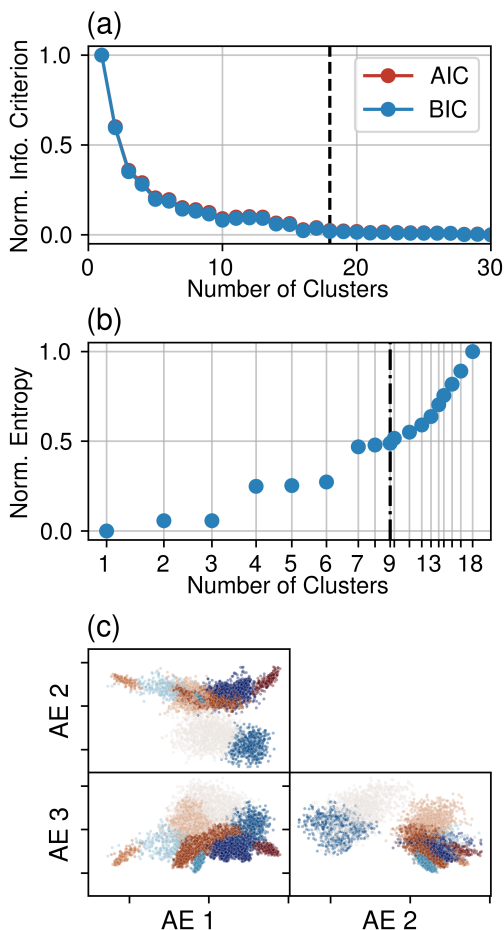 (a)
Norm. Info. Criterion
1.0
0.5
0.0
AIC
BIC
0 10 20 30
Number of Clusters
(b)
Norm. Entropy
1.0
0.5
0.0
1 2 3 4 5 6 7 9 13 18
Number of Clusters
(c)
AE 2
AE 3
AE 1 AE 2